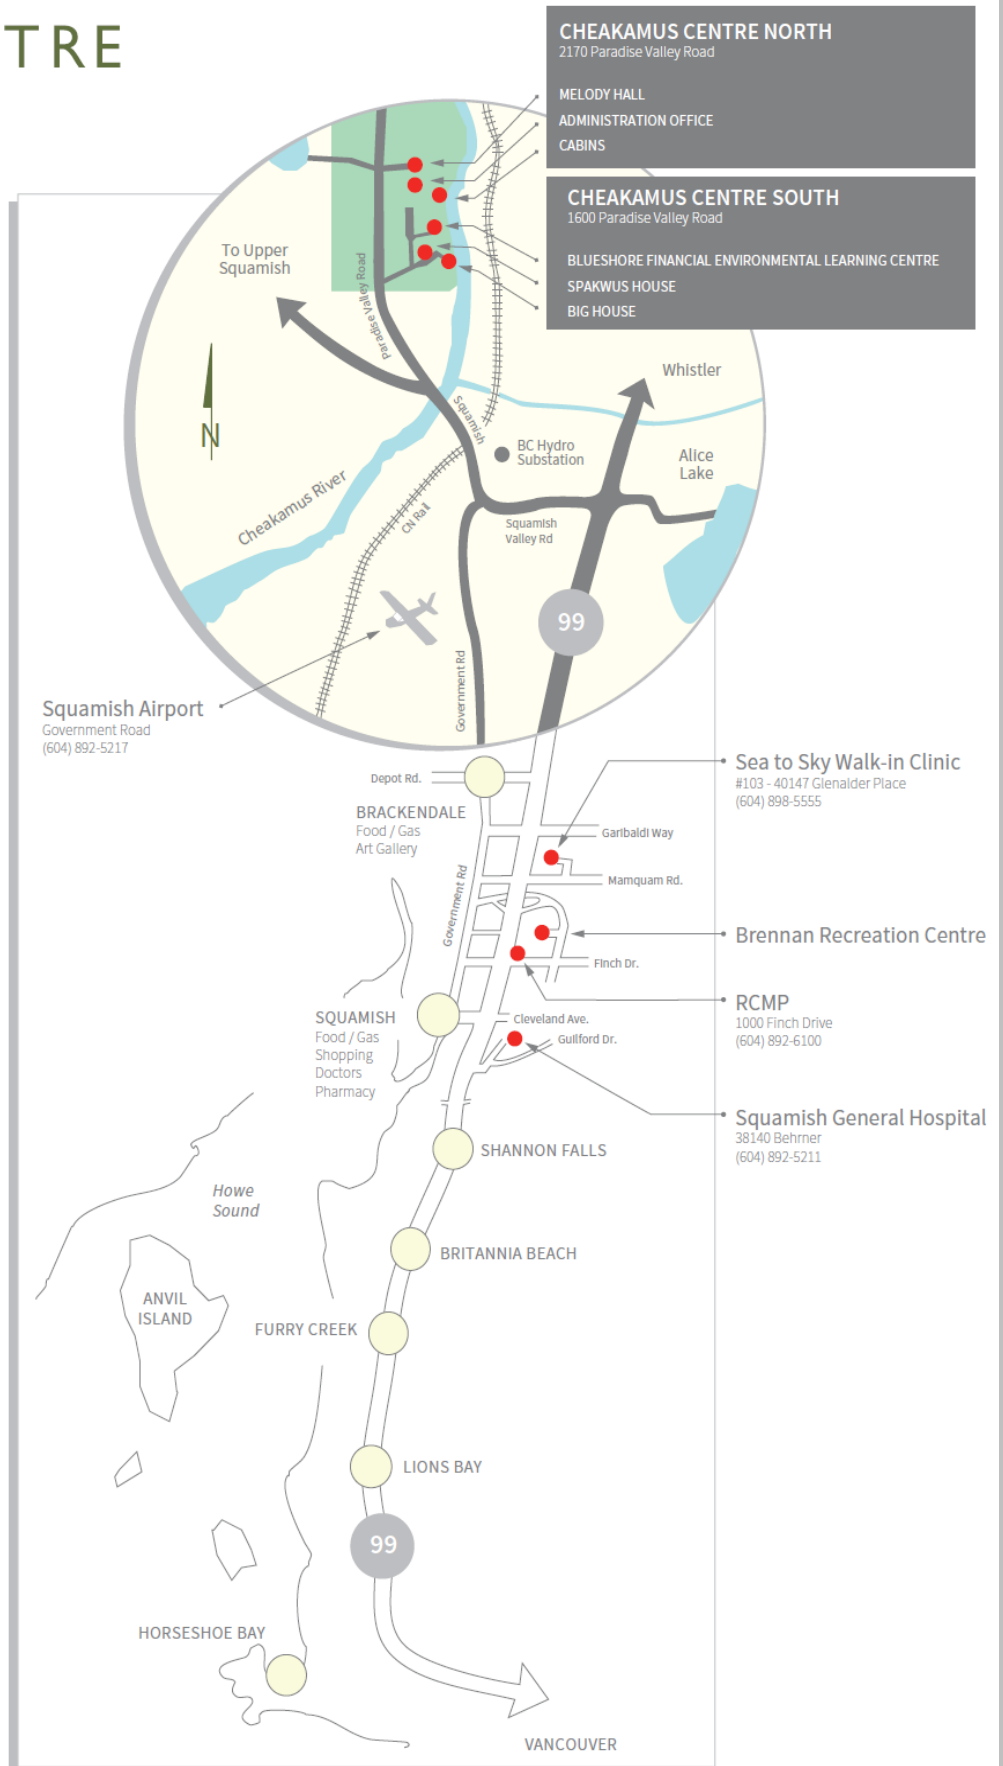 TRE
CHEAKAMUS CENTRE NORTH
2170 Paradise Valley Road
MELODY HALL
ADMINISTRATION OFFICE
CABINS
CHEAKAMUS CENTRE SOUTH
1600 Paradise Valley Road
BLUESHORE FINANCIAL ENVIRONMENTAL LEARNING CENTRE
SPAKWUS HOUSE
BIG HOUSE
To Upper
Squamish
Paradise Valley Road
Whistler
N
Squamish
BC Hydro
Substation
Alice
Lake
Cheakamus River
CN Rail
Squamish
Valley Rd
99
Government Rd
Squamish Airport
Government Road
(604) 892-5217
Depot Rd.
BRACKENDALE
Food / Gas
Art Gallery
Sea to Sky Walk-in Clinic
#103 - 40147 Glenalder Place
(604) 898-5555
Garibaldi Way
Mamquam Rd.
Government Rd
Brennan Recreation Centre
Finch Dr.
RCMP
1000 Finch Drive
(604) 892-6100
SQUAMISH
Food / Gas
Shopping
Doctors
Pharmacy
Cleveland Ave.
Guilford Dr.
Squamish General Hospital
38140 Behrner
(604) 892-5211
SHANNON FALLS
Howe
Sound
BRITANNIA BEACH
ANVIL
ISLAND
FURRY CREEK
LIONS BAY
99
HORSESHOE BAY
VANCOUVER